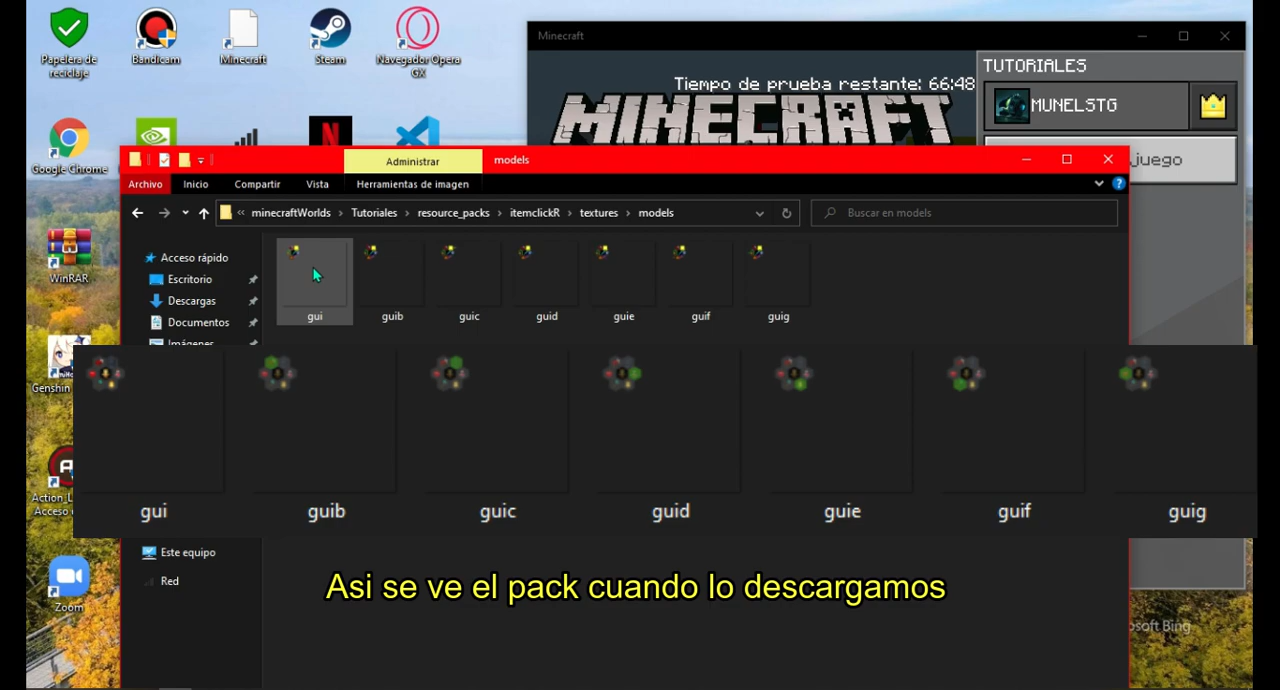 Papelera de
reciclaje
Bandicam
Minecraft
Steam
Navegador Opera
GX
Google Chrome
WinRAR
Genshin
Action_L
Acceso
Zoom
Minecraft
Tiempo de prueba restante: 66:48
MINECRAFT
TUTORIALES
MUNELSTG
juego
Administrar
models
Archivo
Inicio
Compartir
Vista
Herramientas de imagen
« minecraftWorlds › Tutoriales › resource_packs › itemclickR › textures › models
Buscar en models
Acceso rápido
Escritorio
Descargas
Documentos
Imágenes
gui
guib
guic
guid
guie
guif
guig
gui
guib
guic
guid
guie
guif
guig
Este equipo
Red
Asi se ve el pack cuando lo descargamos
osoft Bing